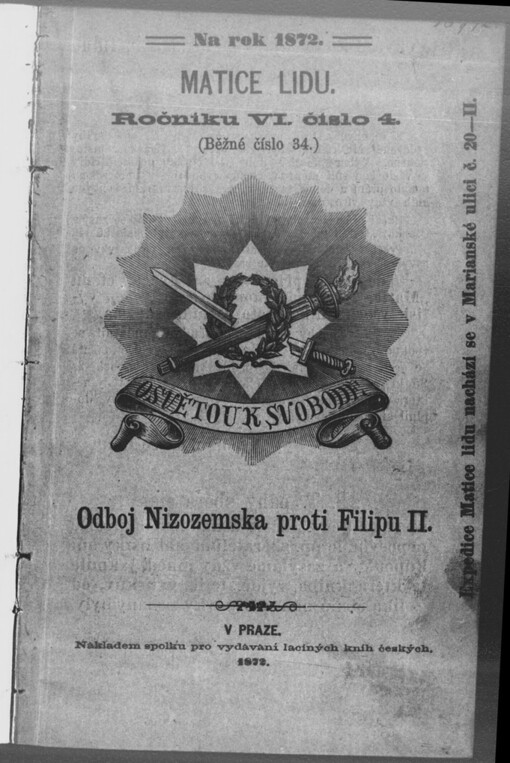 Na rok 1872.
MATICE LIDU.
Ročníku VI. číslo 4.
(Běžné číslo 34.)
OSVĚTOU K SVOBODĚ
Odboj Nizozemska proti Filipu II.
V PRAZE.
Nákladem spolku pro vydávání laciných knih českých.
1872.
Expedice Matice lidu nachází se v Marianské ulici č. 20—II.